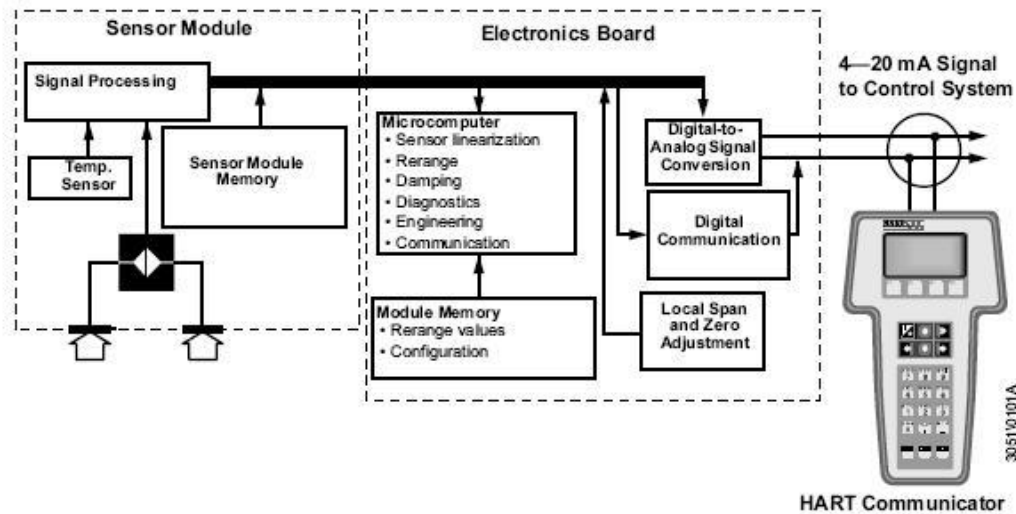 Sensor Module
Signal Processing
Temp.
Sensor
Sensor Module
Memory
Electronics Board
Microcomputer
• Sensor linearization
• Rerange
• Damping
• Diagnostics
• Engineering
• Communication
Module Memory
• Rerange values
• Configuration
Digital-to-
Analog Signal
Conversion
Digital
Communication
Local Span
and Zero
Adjustment
4—20 mA Signal
to Control System
HART Communicator
3051\0101A